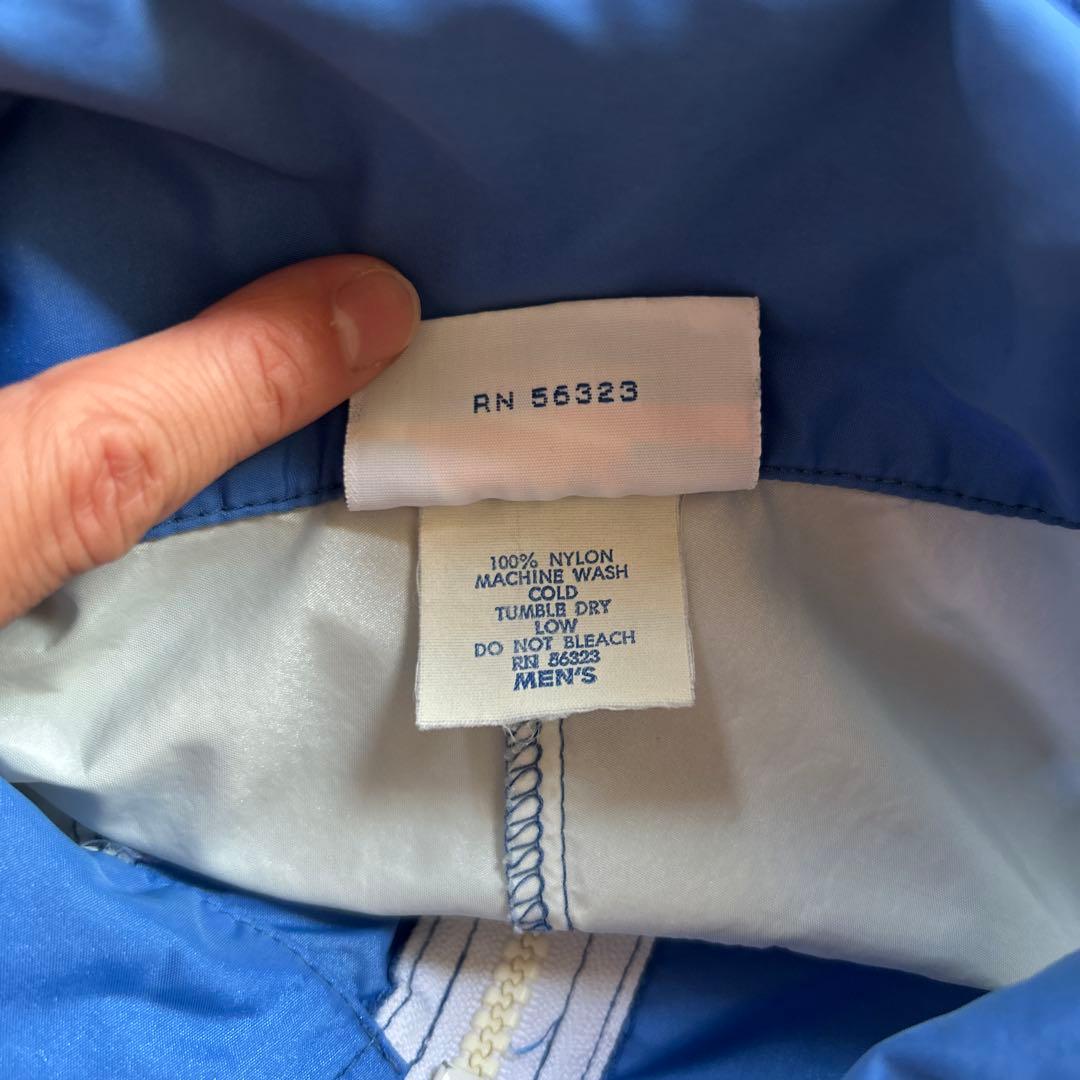 RN 56323
100% NYLON
MACHINE WASH
COLD
TUMBLE DRY
LOW
DO NOT BLEACH
RN 56323
MEN'S